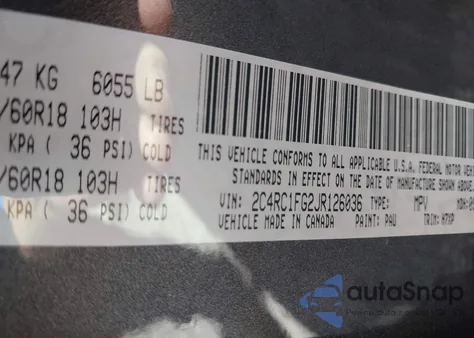 47 KG 6055 LB
/60R18 103H TIRES
KPA ( 36 PSI) COLD
/60R18 103H TIRES
KPA ( 36 PSI) COLD
THIS VEHICLE CONFORMS TO ALL APPLICABLE U.S.A. FEDERAL MOTOR VEH
STANDARDS IN EFFECT ON THE DATE OF MANUFACTURE SHOWN
VIN: 2C4RC1FG2JR126036 TYPE: MPV
VEHICLE MADE IN CANADA PAINT: PAU TRIM:
autoSnap